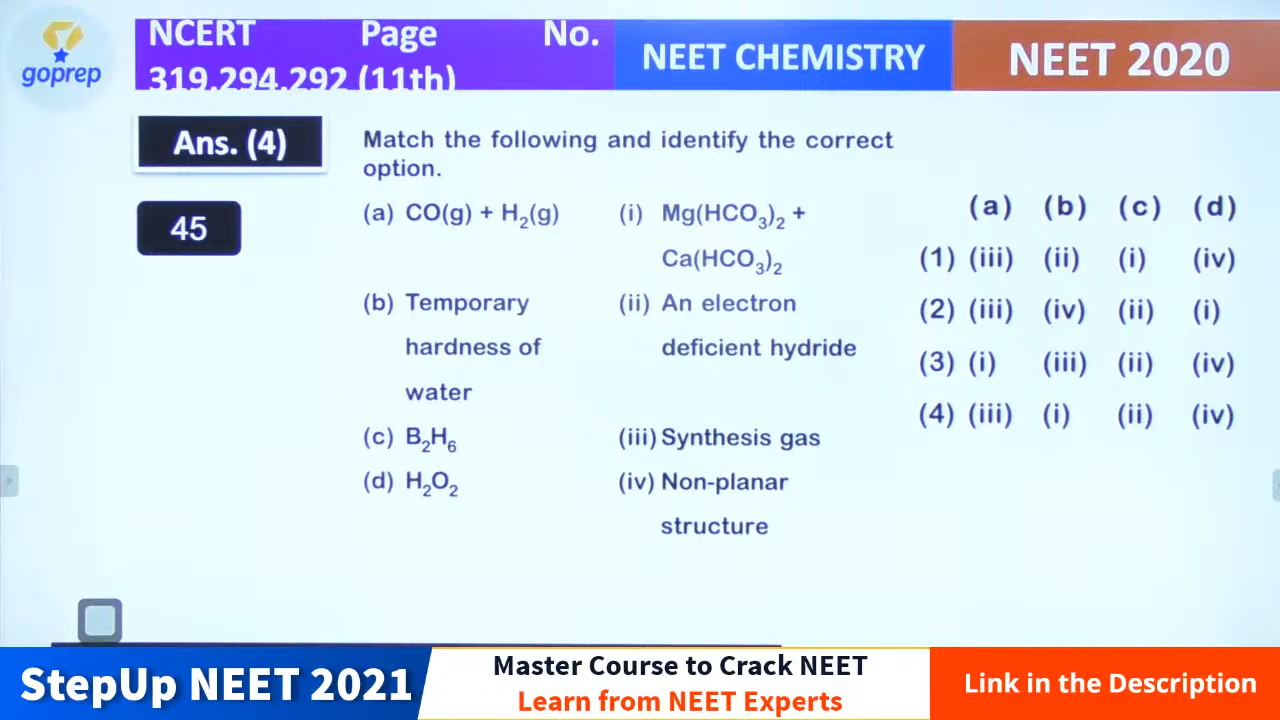 goprep
NCERT Page No.
319,294,292 (11th)
NEET CHEMISTRY
NEET 2020
Ans. (4)
45
Match the following and identify the correct
option.
(a) CO(g) + H₂(g)
(i) Mg(HCO₃)₂ +
Ca(HCO₃)₂
(b) Temporary
hardness of
water
(ii) An electron
deficient hydride
(c) B₂H₆
(iii) Synthesis gas
(d) H₂O₂
(iv) Non-planar
structure
(a) (b) (c) (d)
(1) (iii) (ii) (i) (iv)
(2) (iii) (iv) (ii) (i)
(3) (i) (iii) (ii) (iv)
(4) (iii) (i) (ii) (iv)
StepUp NEET 2021
Master Course to Crack NEET
Learn from NEET Experts
Link in the Description